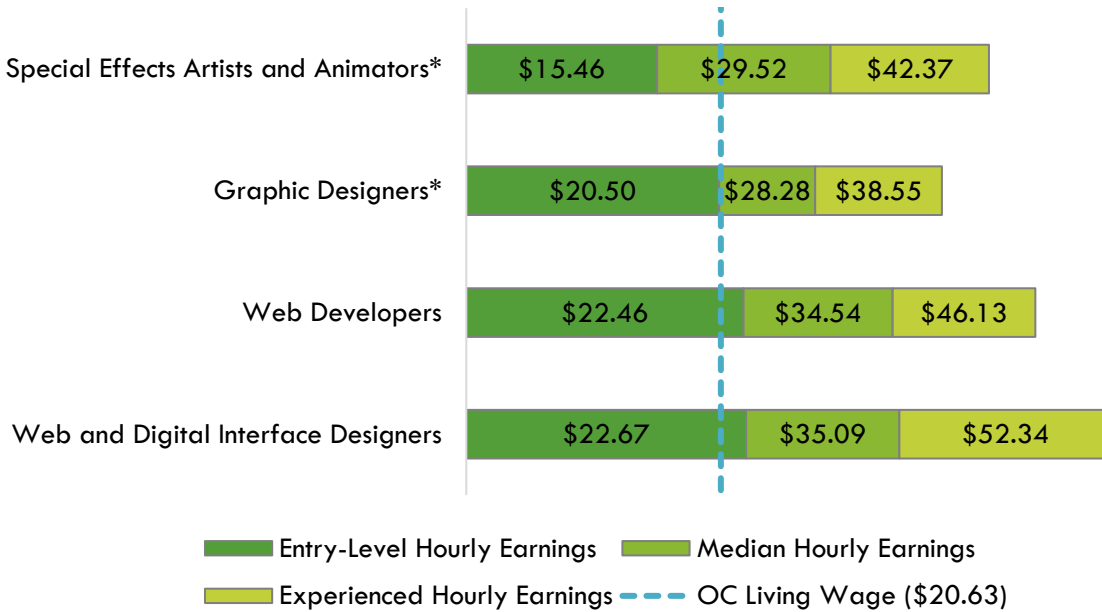 Special Effects Artists and Animators* $15.46 $29.52 $42.37
Graphic Designers* $20.50 $28.28 $38.55
Web Developers $22.46 $34.54 $46.13
Web and Digital Interface Designers $22.67 $35.09 $52.34
Entry-Level Hourly Earnings Median Hourly Earnings
Experienced Hourly Earnings OC Living Wage ($20.63)